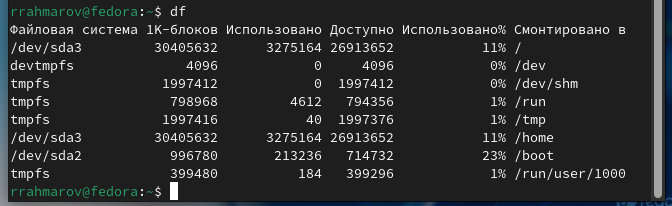 rrahmarov@fedora:~$ df
Файловая система 1K-блоков Использовано Доступно Использовано% Смонтировано в
/dev/sda3 30405632 3275164 26913652 11% /
devtmpfs 4096 0 4096 0% /dev
tmpfs 1997412 0 1997412 0% /dev/shm
tmpfs 798968 4612 794356 1% /run
tmpfs 1997416 40 1997376 1% /tmp
/dev/sda3 30405632 3275164 26913652 11% /home
/dev/sda2 996780 213236 714732 23% /boot
tmpfs 399480 184 399296 1% /run/user/1000
rrahmarov@fedora:~$